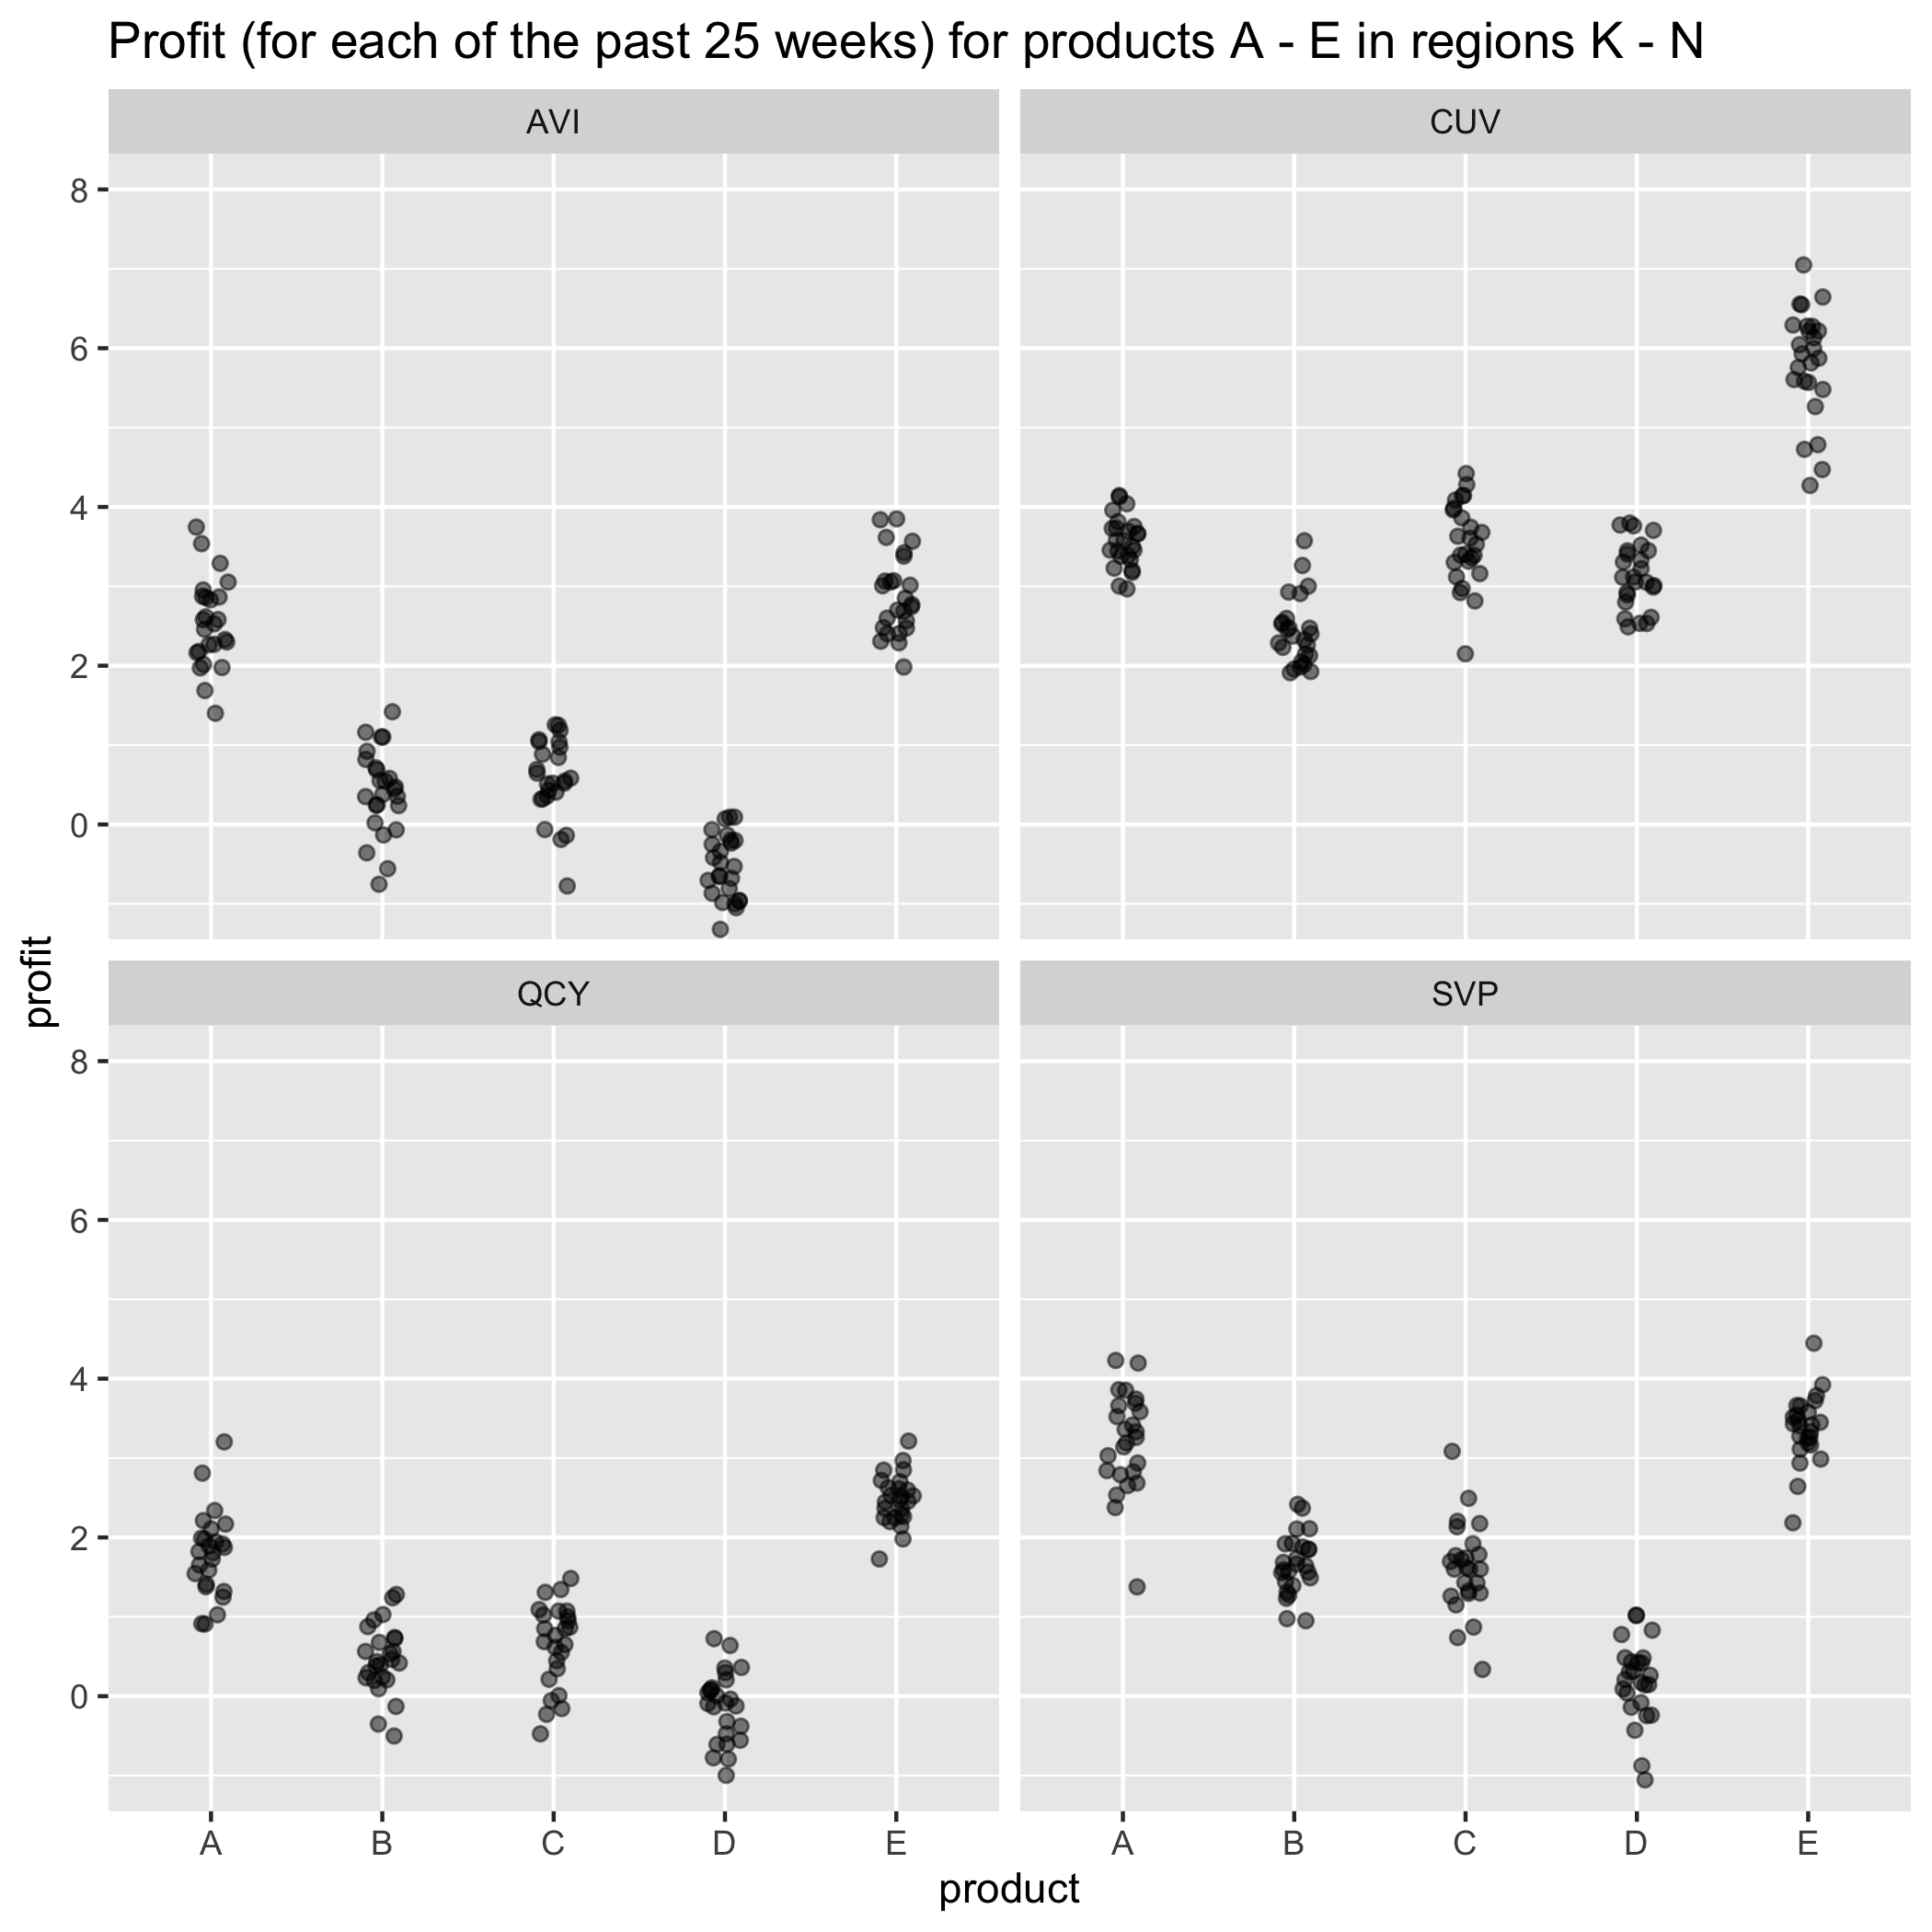 Profit (for each of the past 25 weeks) for products A - E in regions K - N
AVI
CUV
8
6
4
2
0
profit
QCY
SVP
8
6
4
2
0
A B C D E
A B C D E
product